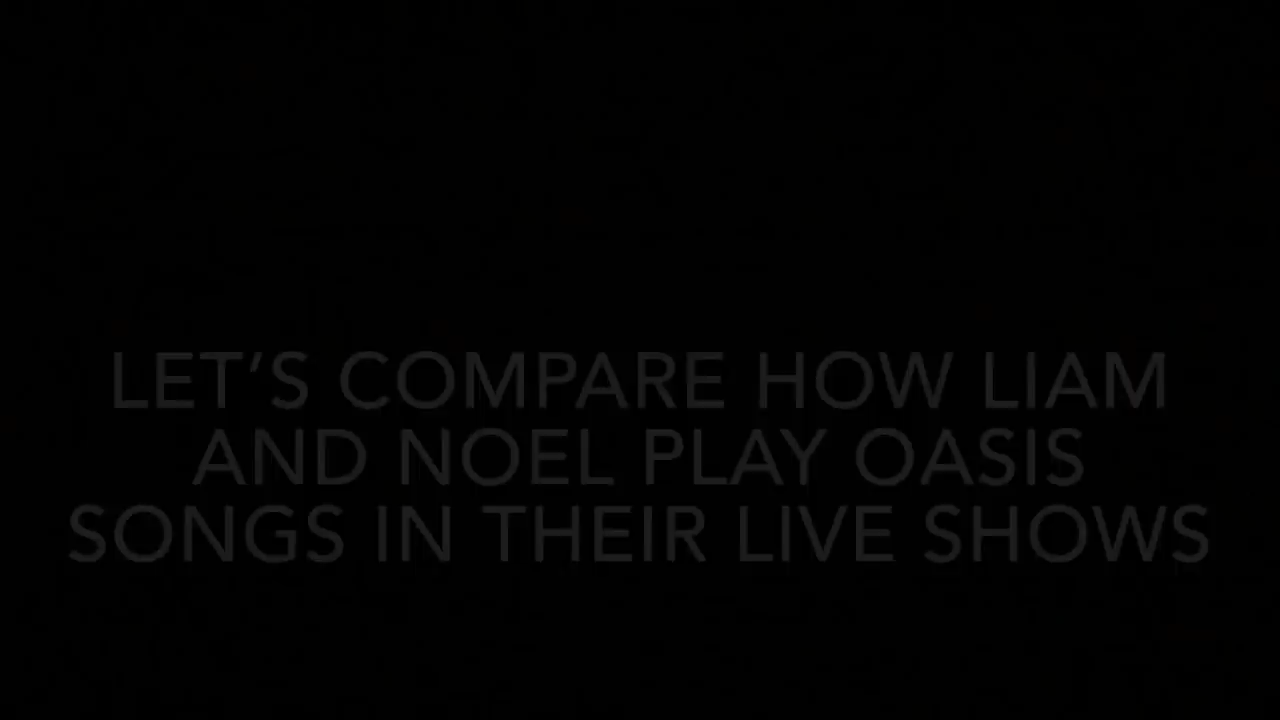 LET’S COMPARE HOW LIAM
AND NOEL PLAY OASIS
SONGS IN THEIR LIVE SHOWS